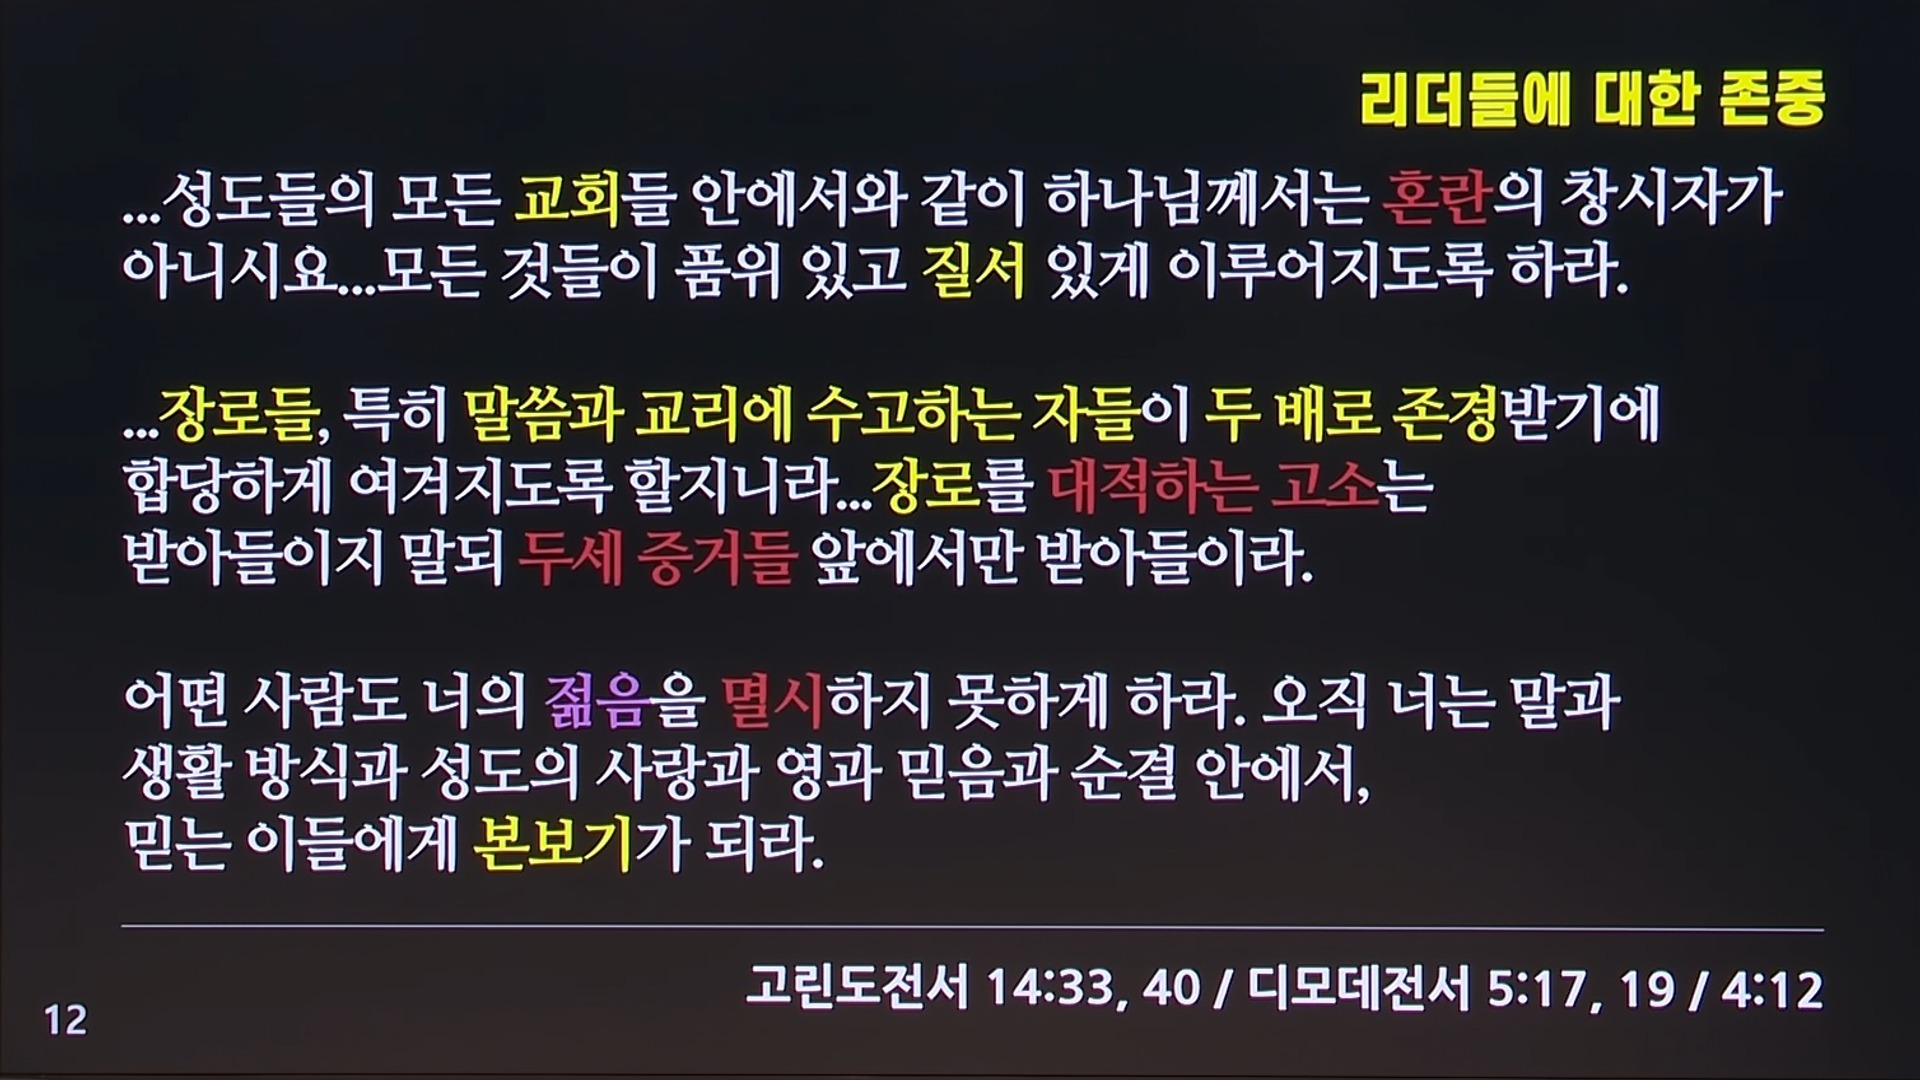 리더들에 대한 존중
...성도들의 모든 교회들 안에서와 같이 하나님께서는 혼란의 창시자가
아니시요...모든 것들이 품위 있고 질서 있게 이루어지도록 하라.
...장로들, 특히 말씀과 교리에 수고하는 자들이 두 배로 존경받기에
합당하게 여겨지도록 할지니라...장로를 대적하는 고소는
받아들이지 말되 두세 증거들 앞에서만 받아들이라.
어떤 사람도 너의 젊음을 멸시하지 못하게 하라. 오직 너는 말과
생활 방식과 성도의 사랑과 영과 믿음과 순결 안에서,
믿는 이들에게 본보기가 되라.
고린도전서 14:33, 40 / 디모데전서 5:17, 19 / 4:12
12